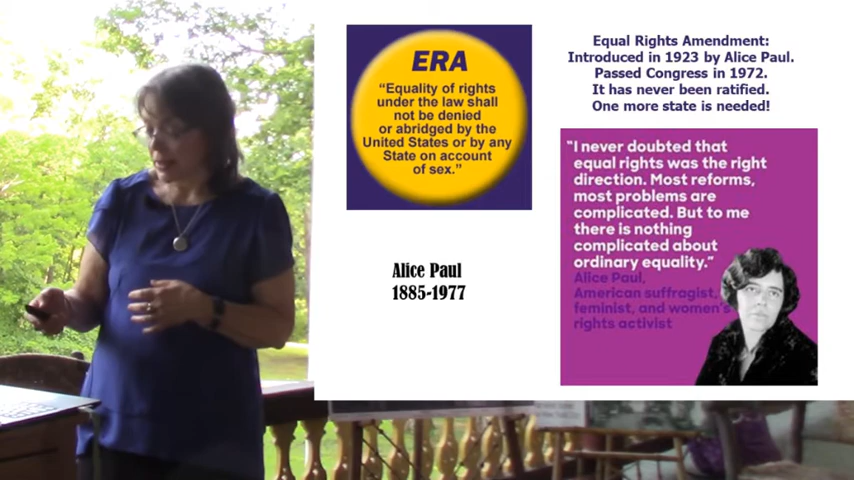 ERA
“Equality of rights
under the law shall
not be denied
or abridged by the
United States or by any
State on account
of sex.”
Equal Rights Amendment:
Introduced in 1923 by Alice Paul.
Passed Congress in 1972.
It has never been ratified.
One more state is needed!
“I never doubted that
equal rights was the right
direction. Most reforms,
most problems are
complicated. But to me
there is nothing
complicated about
ordinary equality.”
Alice Paul,
American suffragist,
feminist, and women's
rights activist
Alice Paul
1885-1977